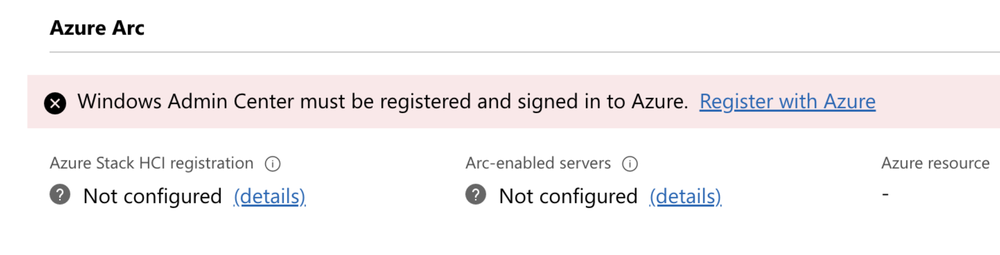 Azure Arc
Windows Admin Center must be registered and signed in to Azure. Register with Azure
Azure Stack HCI registration
Arc-enabled servers
Azure resource
Not configured (details)
Not configured (details)
-